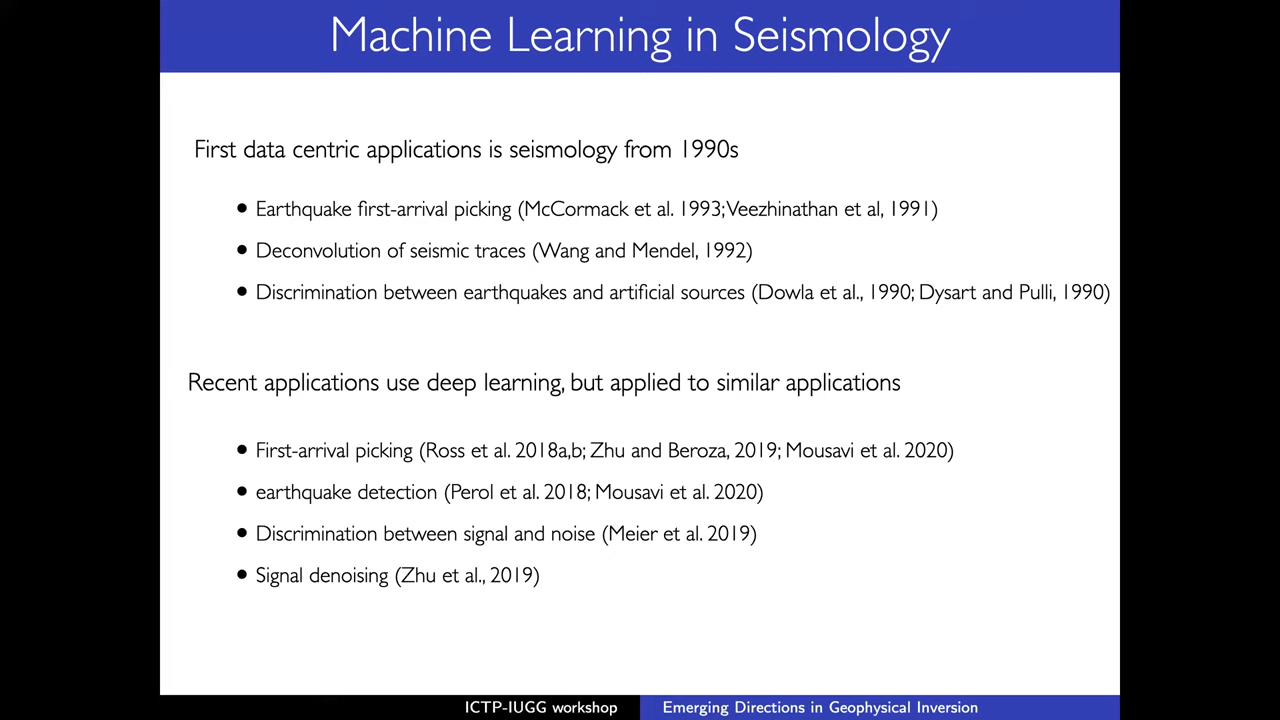 Machine Learning in Seismology
First data centric applications is seismology from 1990s
• Earthquake first-arrival picking (McCormack et al. 1993; Veezhinathan et al, 1991)
• Deconvolution of seismic traces (Wang and Mendel, 1992)
• Discrimination between earthquakes and artificial sources (Dowla et al., 1990; Dysart and Pulli, 1990)
Recent applications use deep learning, but applied to similar applications
• First-arrival picking (Ross et al. 2018a,b; Zhu and Beroza, 2019; Mousavi et al. 2020)
• earthquake detection (Perol et al. 2018; Mousavi et al. 2020)
• Discrimination between signal and noise (Meier et al. 2019)
• Signal denoising (Zhu et al., 2019)
ICTP-IUGG workshop
Emerging Directions in Geophysical Inversion